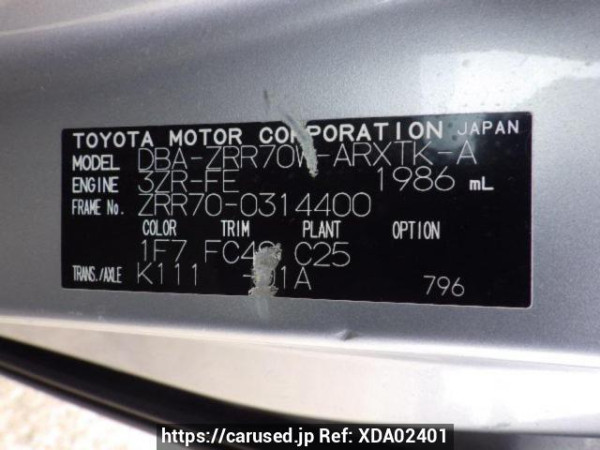 TOYOTA MOTOR CORPORATION JAPAN
MODEL DBA-ZRR70W-ARXTK-A
ENGINE 3ZR-FE 1986 mL
FRAME No. ZRR70-0314400
COLOR TRIM PLANT OPTION
1F7 C25
TRANS./AXLE K111 -01A
796
https://carused.jp Ref: XDA02401